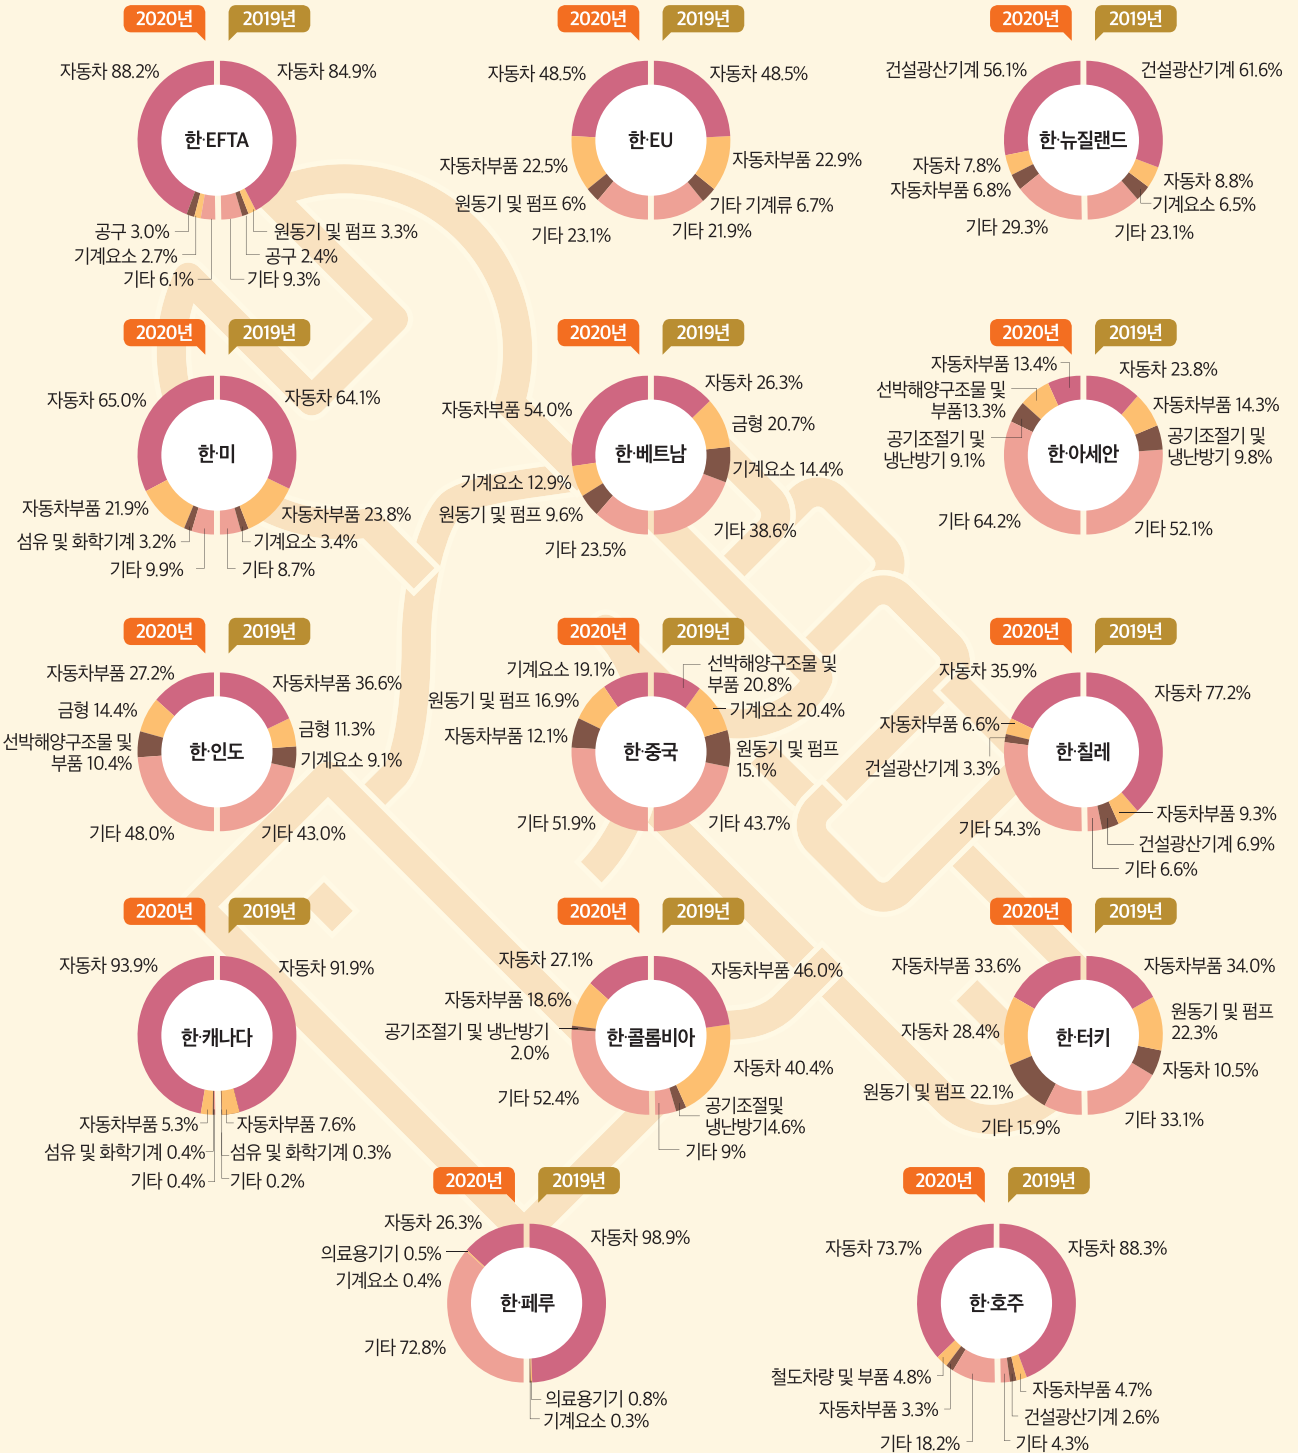 2020년 2019년
자동차 88.2%
자동차 84.9%
한·EFTA
공구 3.0%
기계요소 2.7%
기타 6.1%
원동기 및 펌프 3.3%
공구 2.4%
기타 9.3%
2020년 2019년
자동차 48.5%
자동차 48.5%
한·EU
자동차부품 22.5%
원동기 및 펌프 6%
기타 23.1%
자동차부품 22.9%
기타 기계류 6.7%
기타 21.9%
2020년 2019년
건설광산기계 56.1%
건설광산기계 61.6%
한·뉴질랜드
자동차 7.8%
자동차부품 6.8%
기타 29.3%
자동차 8.8%
기계요소 6.5%
기타 23.1%
2020년 2019년
자동차 65.0%
자동차 64.1%
한·미
자동차부품 21.9%
섬유 및 화학기계 3.2%
기타 9.9%
자동차부품 23.8%
기계요소 3.4%
기타 8.7%
2020년 2019년
자동차부품 54.0%
기계요소 12.9%
원동기 및 펌프 9.6%
기타 23.5%
한·베트남
자동차 26.3%
금형 20.7%
기계요소 14.4%
기타 38.6%
2020년 2019년
자동차부품 13.4%
선박해양구조물 및
부품13.3%
공기조절기 및
냉난방기 9.1%
기타 64.2%
한·아세안
자동차 23.8%
자동차부품 14.3%
공기조절기 및
냉난방기 9.8%
기타 52.1%
2020년 2019년
자동차부품 27.2%
금형 14.4%
선박해양구조물 및
부품 10.4%
기타 48.0%
한·인도
자동차부품 36.6%
금형 11.3%
기계요소 9.1%
기타 43.0%
2020년 2019년
기계요소 19.1%
원동기 및 펌프 16.9%
자동차부품 12.1%
기타 51.9%
한·중국
선박해양구조물 및
부품 20.8%
기계요소 20.4%
원동기 및 펌프
15.1%
기타 43.7%
2020년 2019년
자동차 35.9%
자동차부품 6.6%
건설광산기계 3.3%
기타 54.3%
한·칠레
자동차 77.2%
자동차부품 9.3%
건설광산기계 6.9%
기타 6.6%
2020년 2019년
자동차 93.9%
자동차 91.9%
한·캐나다
자동차부품 5.3%
섬유 및 화학기계 0.4%
기타 0.4%
자동차부품 7.6%
섬유 및 화학기계 0.3%
기타 0.2%
2020년 2019년
자동차 27.1%
자동차부품 18.6%
공기조절기 및 냉난방기
2.0%
기타 52.4%
한·콜롬비아
자동차부품 46.0%
자동차 40.4%
공기조절및
냉난방기4.6%
기타 9%
2020년 2019년
자동차부품 33.6%
자동차 28.4%
원동기 및 펌프 22.1%
기타 15.9%
한·터키
자동차부품 34.0%
원동기 및 펌프
22.3%
자동차 10.5%
기타 33.1%
2020년 2019년
자동차 26.3%
의료용기기 0.5%
기계요소 0.4%
기타 72.8%
한·페루
자동차 98.9%
의료용기기 0.8%
기계요소 0.3%
2020년 2019년
자동차 73.7%
자동차 88.3%
한·호주
철도차량 및 부품 4.8%
자동차부품 3.3%
기타 18.2%
자동차부품 4.7%
건설광산기계 2.6%
기타 4.3%